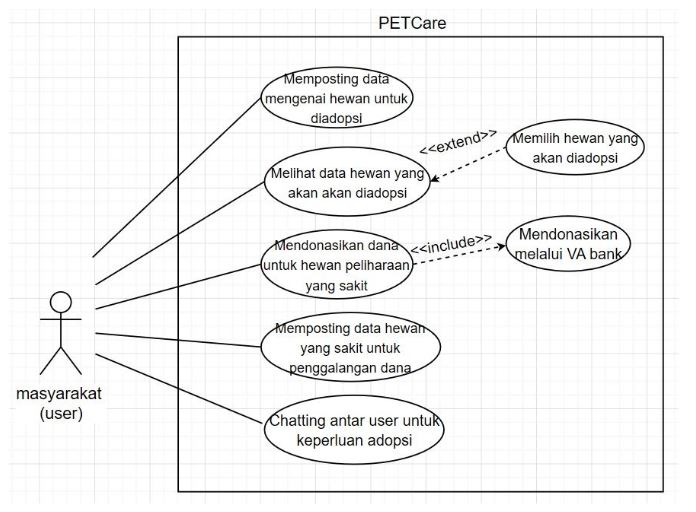 PETCare
Memposting data
mengenai hewan untuk
diadopsi
<<extend>>
Memilih hewan yang
akan diadopsi
Melihat data hewan yang
akan akan diadopsi
Mendonasikan dana
untuk hewan peliharaan
yang sakit
<<include>>
Mendonasikan
melalui VA bank
Memposting data hewan
yang sakit untuk
penggalangan dana
Chatting antar user untuk
keperluan adopsi
masyarakat
(user)